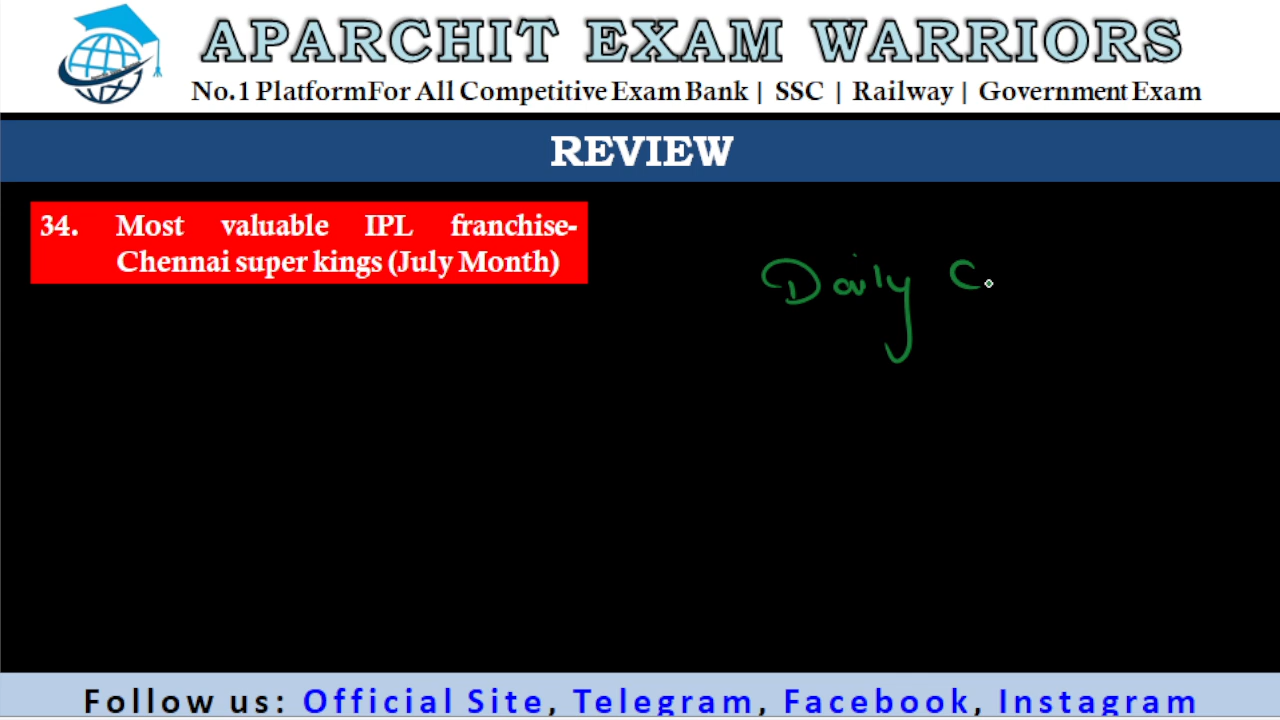 APARCHIT EXAM WARRIORS
No.1 PlatformFor All Competitive Exam Bank | SSC | Railway | Government Exam
REVIEW
34. Most valuable IPL franchise-
Chennai super kings (July Month)
Daily C
Follow us: Official Site, Telegram, Facebook, Instagram